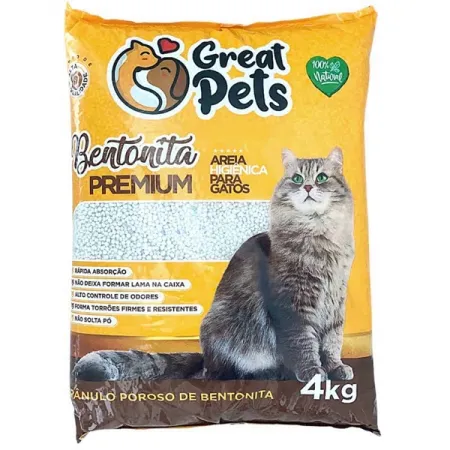 Great
Pets
100%
Natural
Bentonita
PREMIUM
AREIA
HIGIÊNICA
PARA
GATOS
RÁPIDA ABSORÇÃO
NÃO DEIXA FORMAR LAMA NA CAIXA
ALTO CONTROLE DE ODORES
FORMA TORRÕES FIRMES E RESISTENTES
NÃO SOLTA PÓ
4kg
ÂNULO POROSO DE BENTONITA